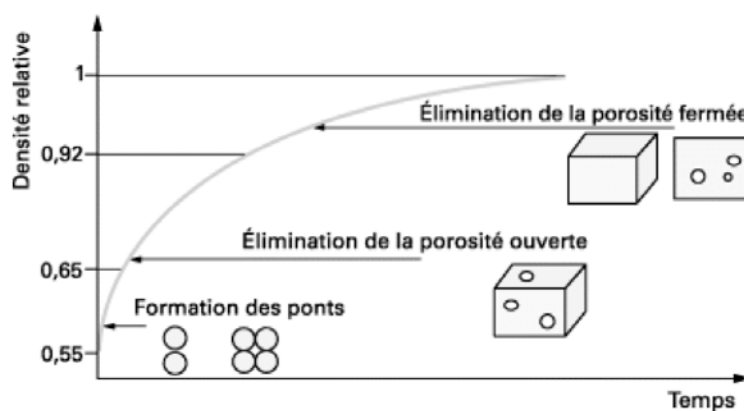 Densité relative
1
Élimination de la porosité fermée
0,92
Élimination de la porosité ouverte
0,65
Formation des ponts
0,55
Temps